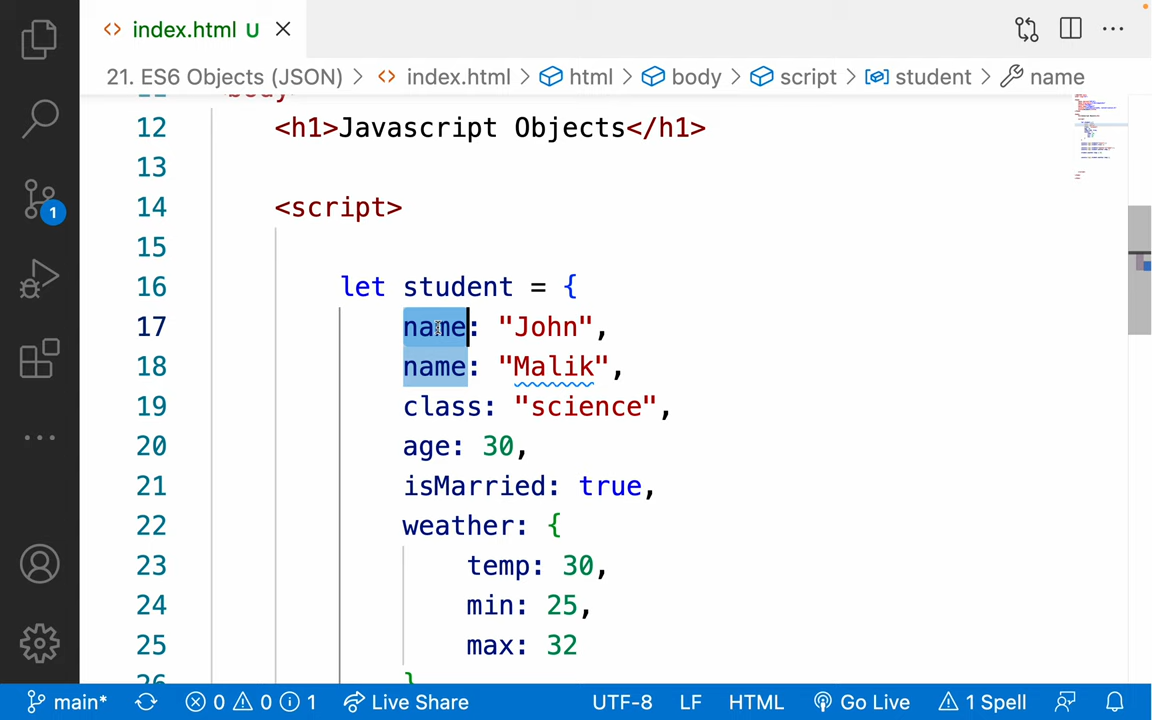 index.html U
21. ES6 Objects (JSON) > index.html > html > body > script > student > name
body
12 <h1>Javascript Objects</h1>
13
14 <script>
15
16 let student = {
17 name: "John",
18 name: "Malik",
19 class: "science",
20 age: 30,
21 isMarried: true,
22 weather: {
23 temp: 30,
24 min: 25,
25 max: 32
26 }
1
main* 0 0 1 Live Share UTF-8 LF HTML Go Live 1 Spell